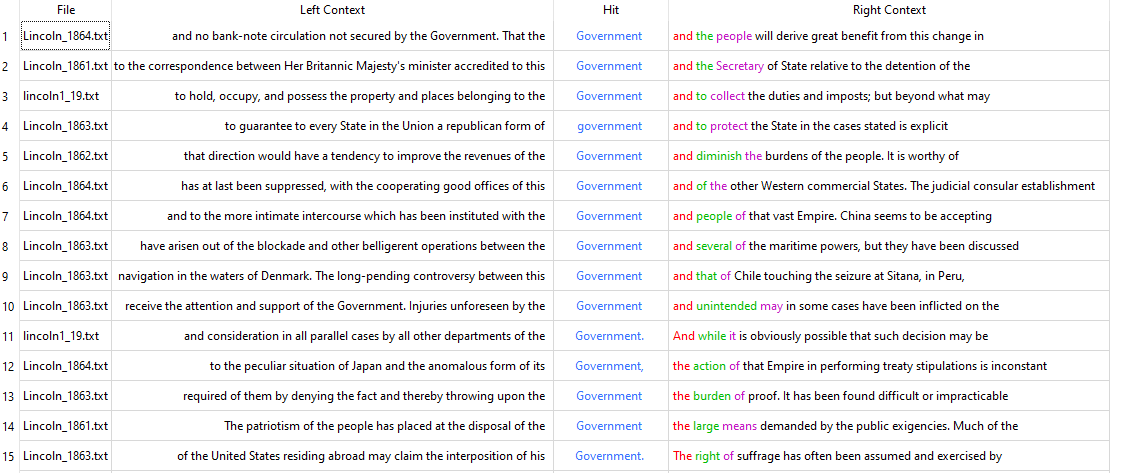 File Left Context Hit Right Context
1 Lincoln_1864.txt and no bank-note circulation not secured by the Government. That the Government and the people will derive great benefit from this change in
2 Lincoln_1861.txt to the correspondence between Her Britannic Majesty's minister accredited to this Government and the Secretary of State relative to the detention of the
3 lincoln1_19.txt to hold, occupy, and possess the property and places belonging to the Government and to collect the duties and imposts; but beyond what may
4 Lincoln_1863.txt to guarantee to every State in the Union a republican form of government and to protect the State in the cases stated is explicit
5 Lincoln_1862.txt that direction would have a tendency to improve the revenues of the Government and diminish the burdens of the people. It is worthy of
6 Lincoln_1864.txt has at last been suppressed, with the cooperating good offices of this Government and of the other Western commercial States. The judicial consular establishment
7 Lincoln_1864.txt and to the more intimate intercourse which has been instituted with the Government and people of that vast Empire. China seems to be accepting
8 Lincoln_1863.txt have arisen out of the blockade and other belligerent operations between the Government and several of the maritime powers, but they have been discussed
9 Lincoln_1863.txt navigation in the waters of Denmark. The long-pending controversy between this Government and that of Chile touching the seizure at Sitana, in Peru,
10 Lincoln_1863.txt receive the attention and support of the Government. Injuries unforeseen by the Government and unintended may in some cases have been inflicted on the
11 lincoln1_19.txt and consideration in all parallel cases by all other departments of the Government. And while it is obviously possible that such decision may be
12 Lincoln_1864.txt to the peculiar situation of Japan and the anomalous form of its Government, the action of that Empire in performing treaty stipulations is inconstant
13 Lincoln_1863.txt required of them by denying the fact and thereby throwing upon the Government the burden of proof. It has been found difficult or impracticable
14 Lincoln_1861.txt The patriotism of the people has placed at the disposal of the Government the large means demanded by the public exigencies. Much of the
15 Lincoln_1863.txt of the United States residing abroad may claim the interposition of his Government. The right of suffrage has often been assumed and exercised by